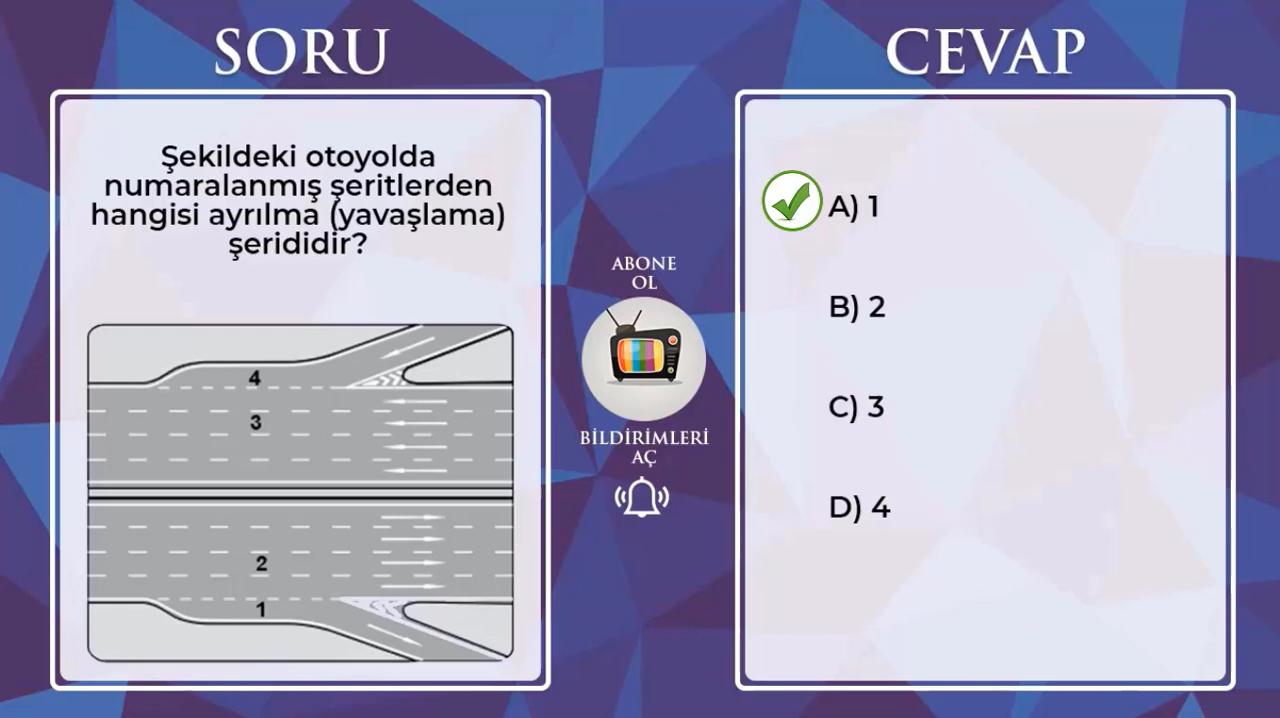 SORU
Şekildeki otoyolda
numaralanmış şeritlerden
hangisi ayrılma (yavaşlama)
şerididir?
4
3
2
1
ABONE
OL
BİLDİRİMLERİ
AÇ
CEVAP
A) 1
B) 2
C) 3
D) 4